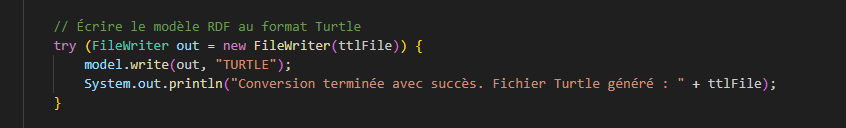 // Écrire le modèle RDF au format Turtle
try (FileWriter out = new FileWriter(ttlFile)) {
model.write(out, "TURTLE");
System.out.println("Conversion terminée avec succès. Fichier Turtle généré : " + ttlFile);
}